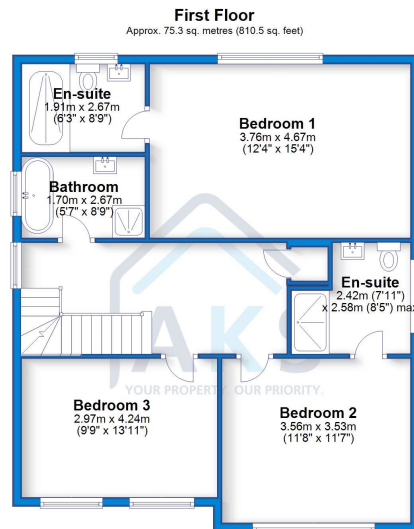 First Floor
Approx. 75.3 sq. metres (810.5 sq. feet)
En-suite
1.91m x 2.67m
(6'3" x 8'9")
Bedroom 1
3.76m x 4.67m
(12'4" x 15'4")
Bathroom
1.70m x 2.67m
(5'7" x 8'9")
En-suite
2.42m (7'11")
x 2.58m (8'5") max
AKS
YOUR PROPERTY. OUR PRIORITY.
Bedroom 3
2.97m x 4.24m
(9'9" x 13'11")
Bedroom 2
3.56m x 3.53m
(11'8" x 11'7")